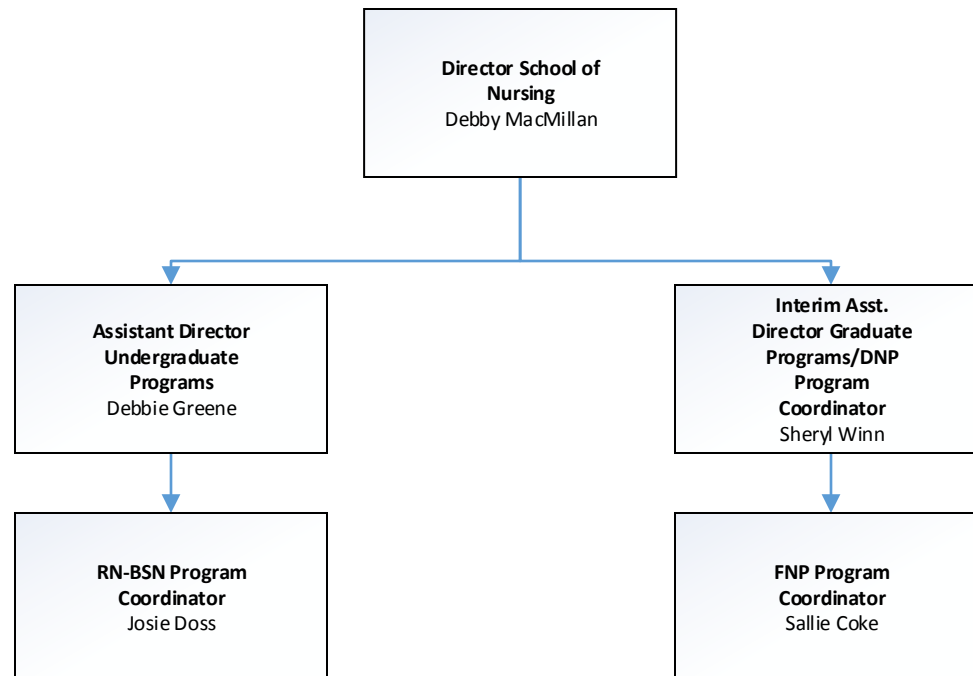 Director School of
Nursing
Debby MacMillan
Assistant Director
Undergraduate
Programs
Debbie Greene
Interim Asst.
Director Graduate
Programs/DNP
Program
Coordinator
Sheryl Winn
RN-BSN Program
Coordinator
Josie Doss
FNP Program
Coordinator
Sallie Coke